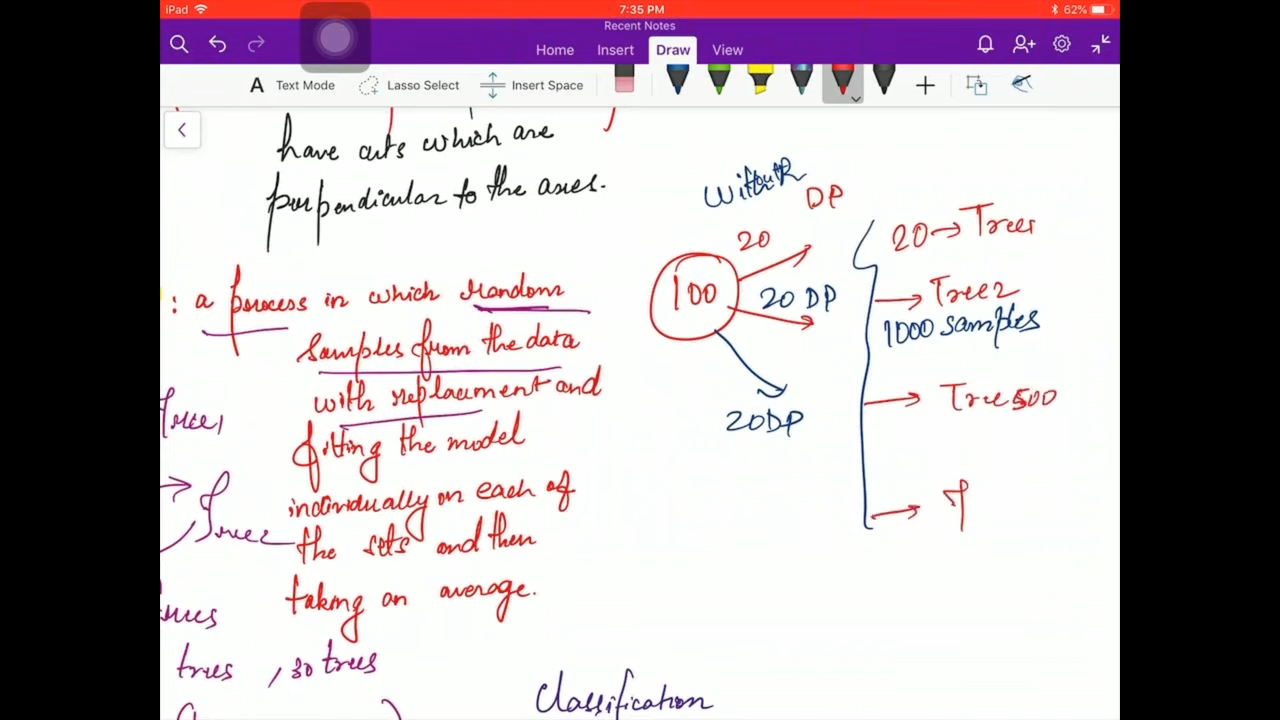 iPad
7:35 PM
62%
Recent Notes
Home Insert Draw View
A Text Mode Lasso Select Insert Space
have cuts which are
perpendicular to the axes.
: a process in which random
samples from the data
with replacment and
fitting the model
individually on each of
the sets and then
taking an average.
trees , 30 trees
Classification
without R
DP
20
100
20 DP
20DP
20 → Trees
→ Tree 2
1000 samples
→ Tree 500